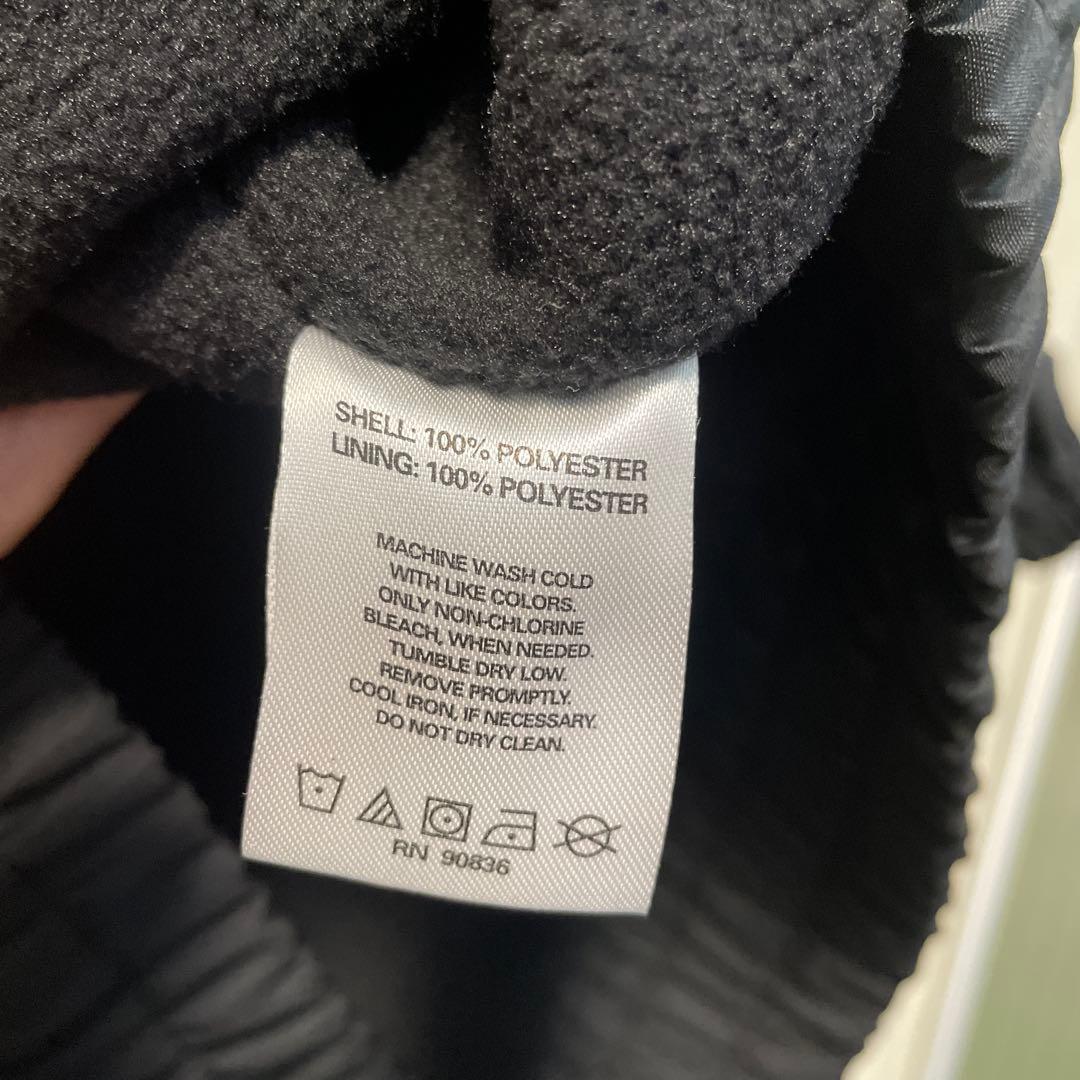 SHELL: 100% POLYESTER
LINING: 100% POLYESTER
MACHINE WASH COLD
WITH LIKE COLORS.
ONLY NON-CHLORINE
BLEACH, WHEN NEEDED.
TUMBLE DRY LOW.
REMOVE PROMPTLY.
COOL IRON, IF NECESSARY.
DO NOT DRY CLEAN.
RN 90836